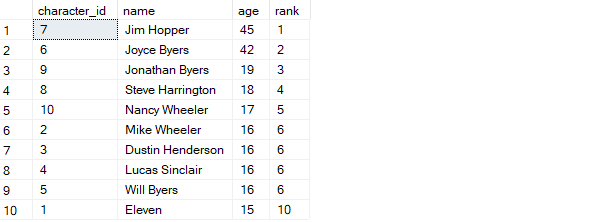 character_id name age rank
1 7 Jim Hopper 45 1
2 6 Joyce Byers 42 2
3 9 Jonathan Byers 19 3
4 8 Steve Harrington 18 4
5 10 Nancy Wheeler 17 5
6 2 Mike Wheeler 16 6
7 3 Dustin Henderson 16 6
8 4 Lucas Sinclair 16 6
9 5 Will Byers 16 6
10 1 Eleven 15 10